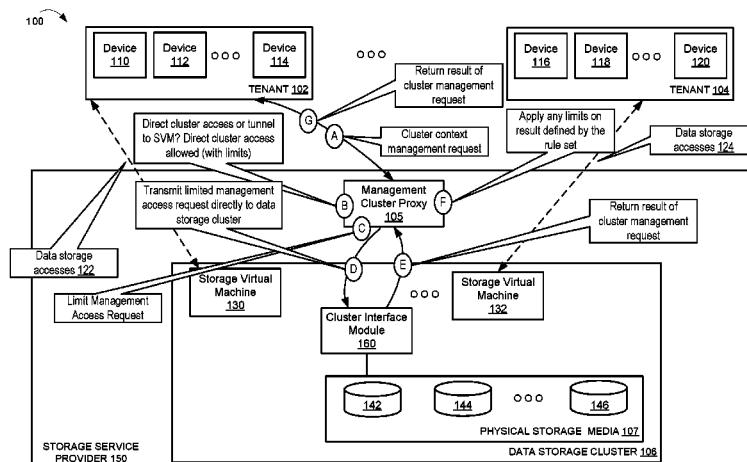 100
Device
110
Device
112
Device
114
TENANT 102
Device
116
Device
118
Device
120
TENANT 104
Return result of
cluster management
request
G
A
Direct cluster access or tunnel
to SVM? Direct cluster access
allowed (with limits)
Cluster context
management request
Apply any limits on
result defined by the
rule set
Data storage
accesses 124
Transmit limited management
access request directly to data
storage cluster
B
Management
Cluster Proxy
105
F
C
Return result of
cluster management
request
Data storage
accesses 122
D
E
Limit Management
Access Request
Storage Virtual
Machine
130
Storage Virtual
Machine
132
Cluster Interface
Module
160
142
144
146
PHYSICAL STORAGE MEDIA 107
STORAGE SERVICE
PROVIDER 150
DATA STORAGE CLUSTER 106